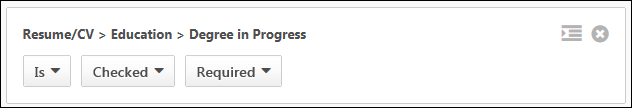 Resume/CV > Education > Degree in Progress
Is Checked Required